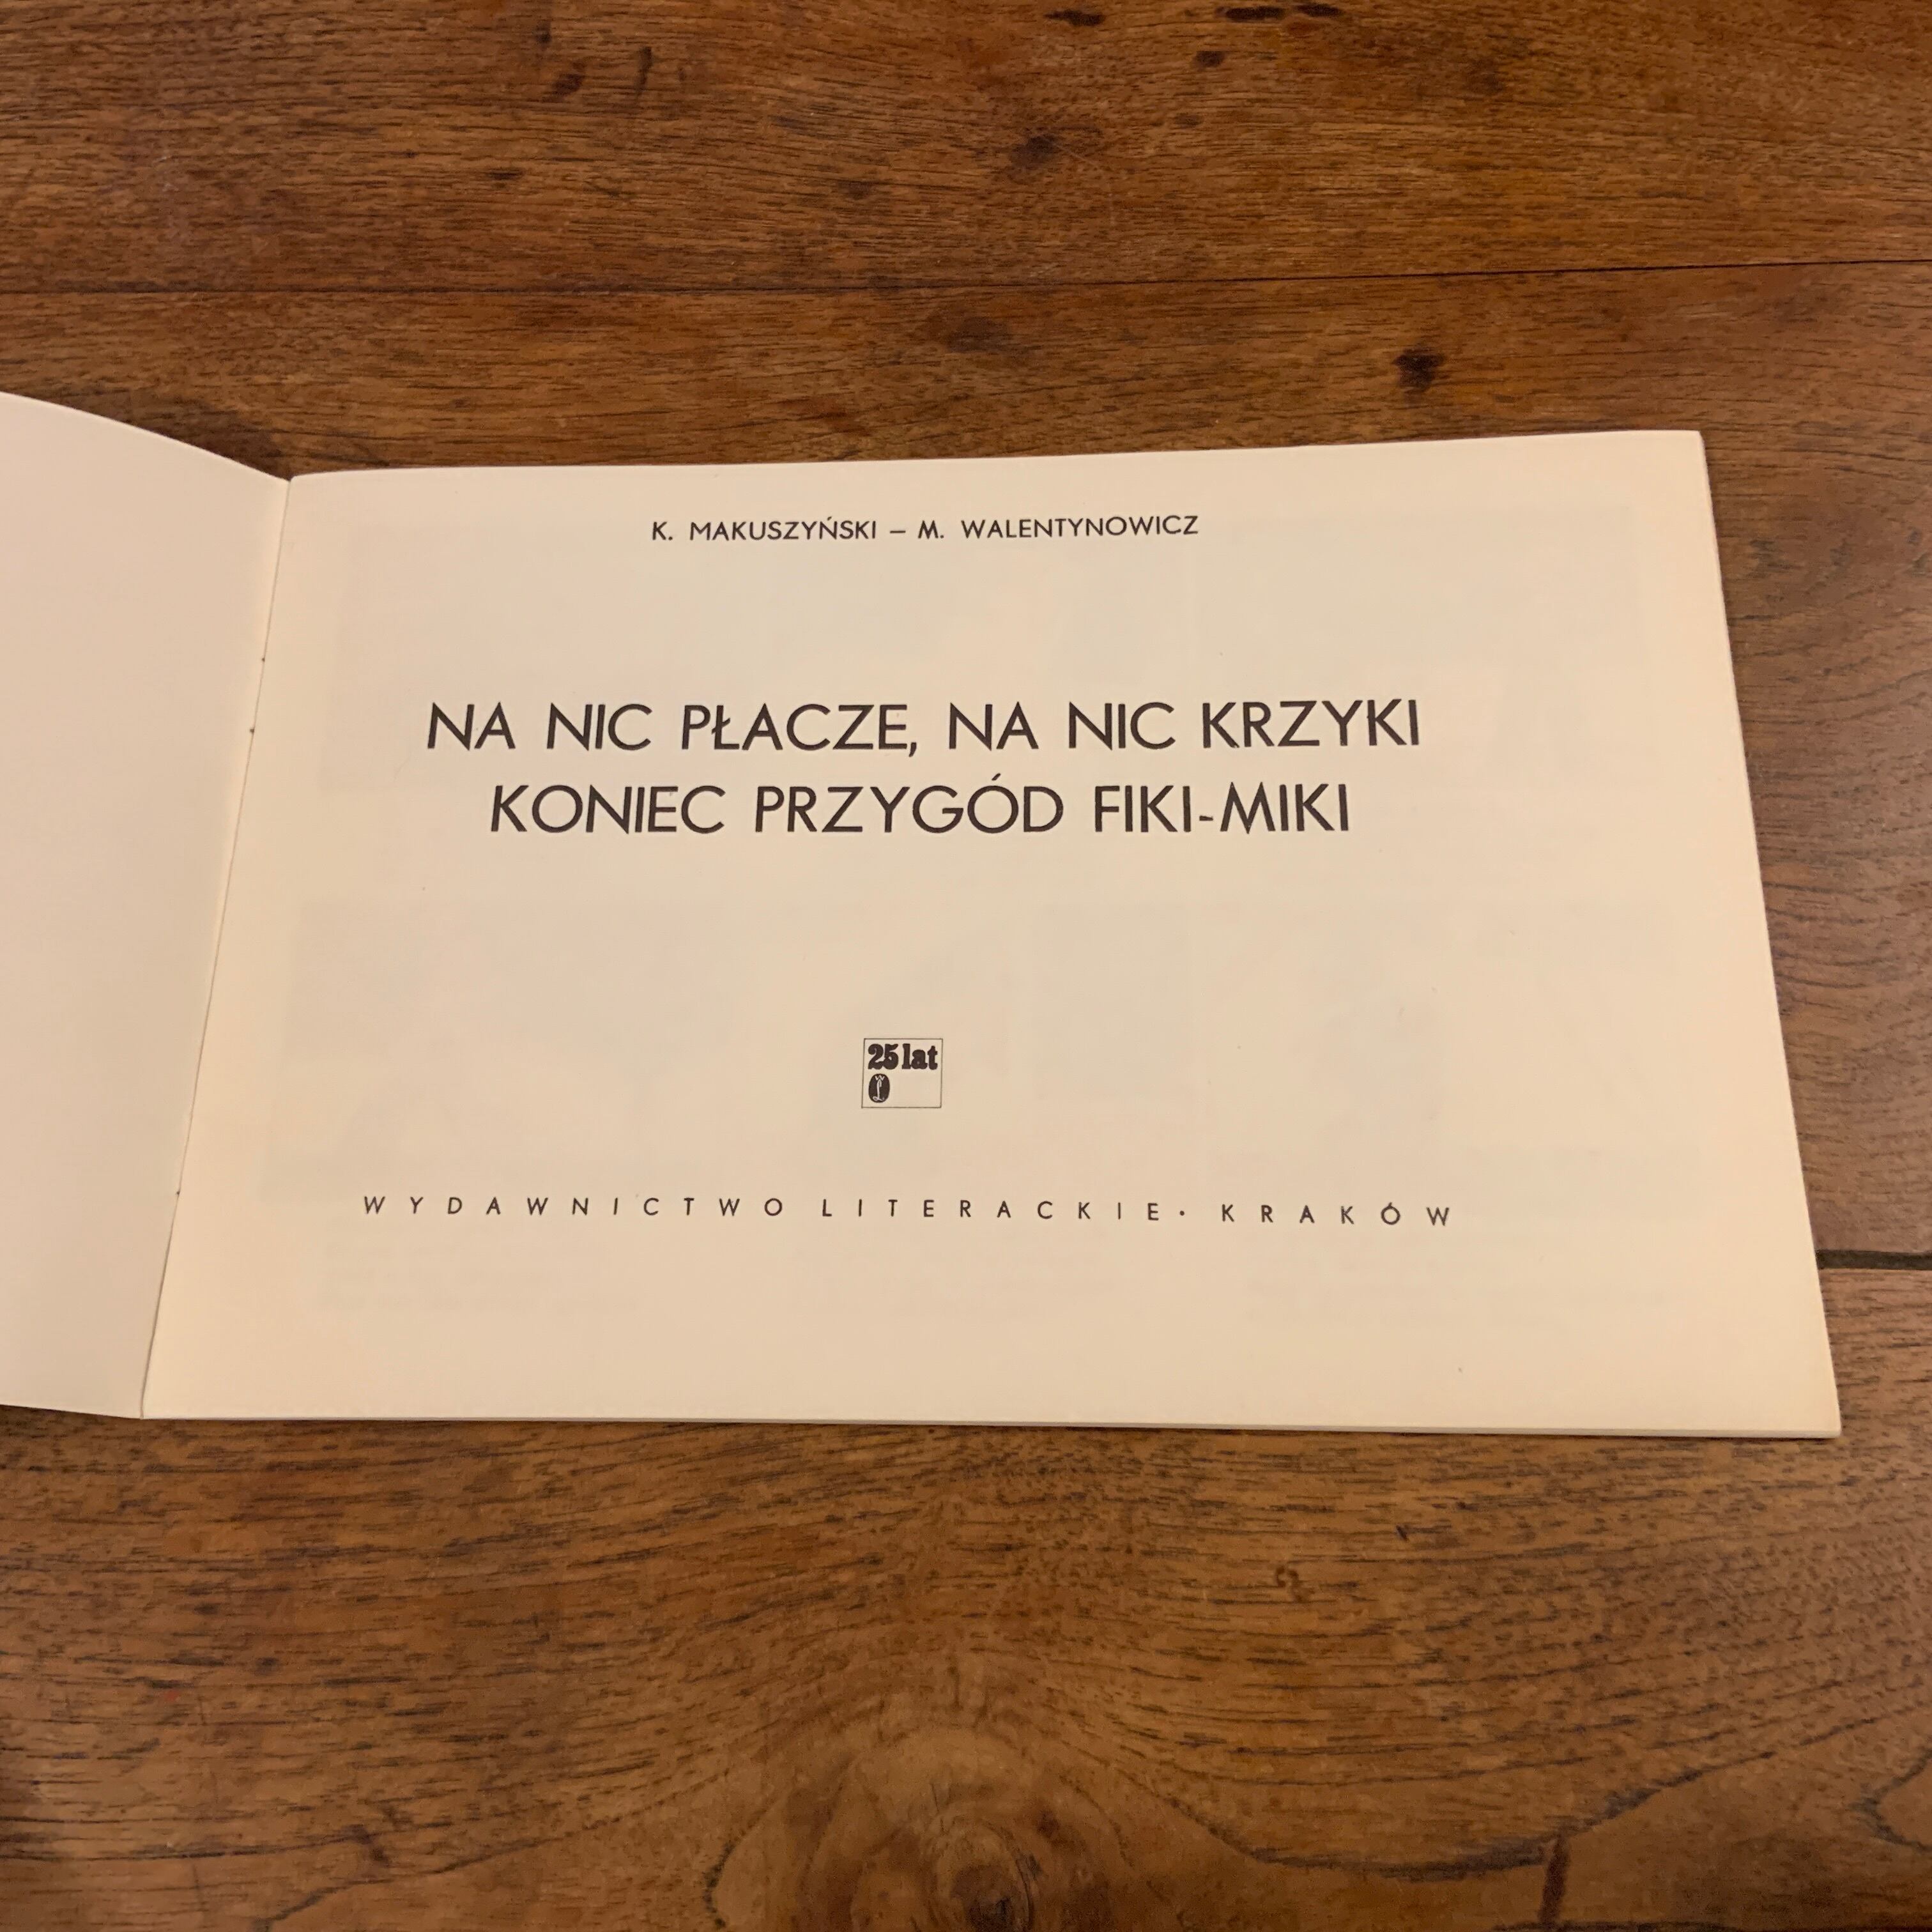 K. MAKUSZYŃSKI – M. WALENTYNOWICZ
NA NIC PŁACZE, NA NIC KRZYKI
KONIEC PRZYGÓD FIKI-MIKI
25 lat
WYDAWNICTWO LITERACKIE · KRAKÓW